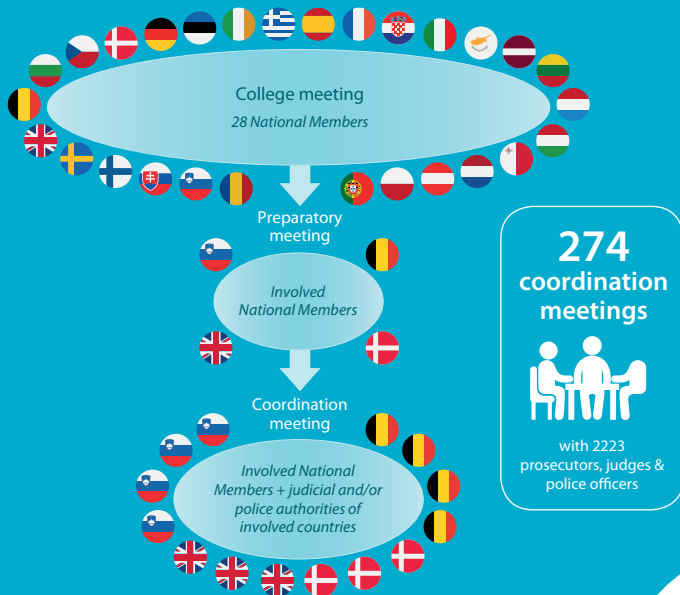 College meeting
28 National Members
Preparatory
meeting
Involved
National Members
Coordination
meeting
Involved National
Members + judicial and/or
police authorities of
involved countries
274
coordination
meetings
with 2223
prosecutors, judges &
police officers